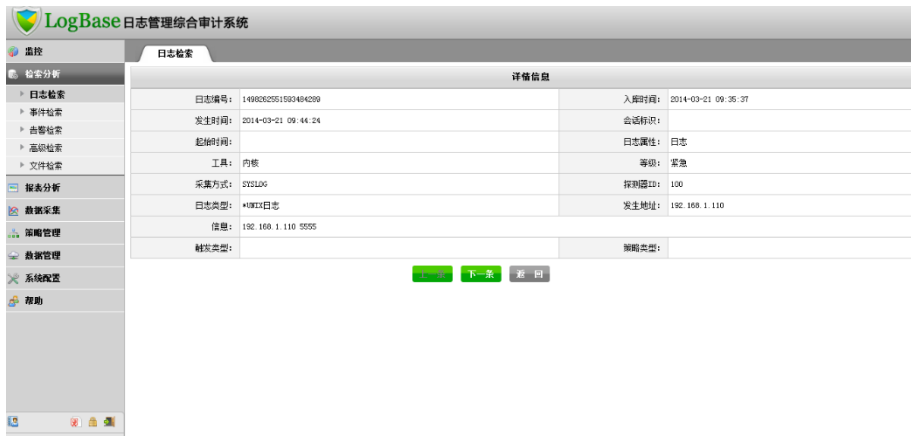 LogBase日志管理综合审计系统
监控
日志检索
检索分析
详情信息
日志检索
日志编号: 1498262551593484289 入库时间: 2014-03-21 09:35:37
事件检索
发生时间: 2014-03-21 09:44:24 会话标识:
告警检索
起始时间: 日志属性: 日志
高级检索
文件检索
工具: 内核 等级: 紧急
报表分析
采集方式: SYSLOG 探测器ID: 100
数据采集
日志类型: *UNIX日志 发生地址: 192.168.1.110
策略管理
信息: 192.168.1.110 5555
数据管理
触发类型: 策略类型:
系统配置
上一条 下一条 返 回
帮助